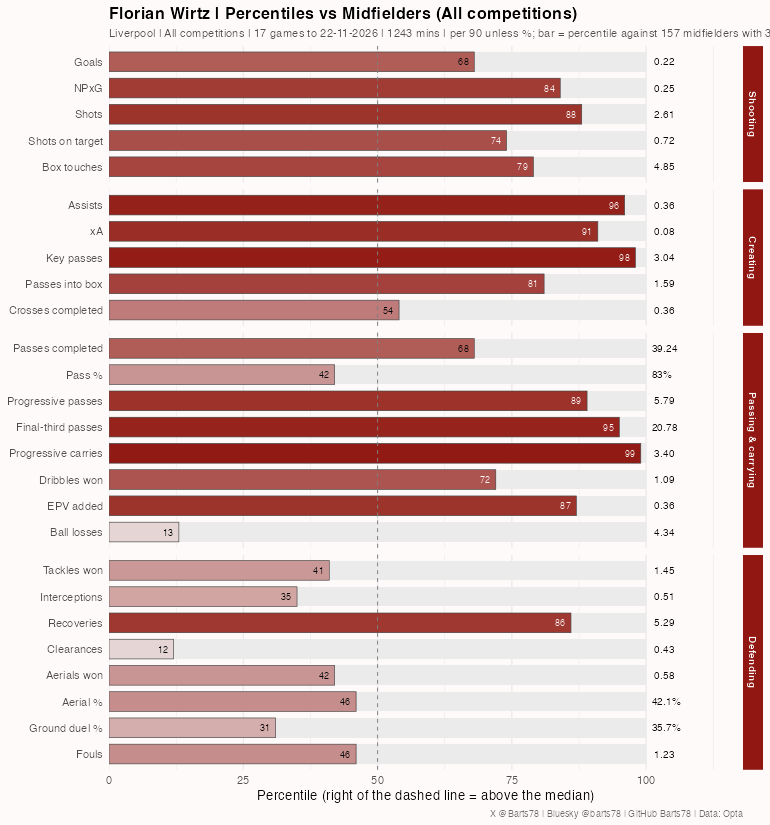 Florian Wirtz | Percentiles vs Midfielders (All competitions)
Liverpool | All competitions | 17 games to 22-11-2026 | 1243 mins | per 90 unless %; bar = percentile against 157 midfielders with 3
Goals 68 0.22
NPxG 84 0.25
Shots 88 2.61
Shots on target 74 0.72
Box touches 79 4.85
Shooting
Assists 96 0.36
xA 91 0.08
Key passes 98 3.04
Passes into box 81 1.59
Crosses completed 54 0.36
Creating
Passes completed 68 39.24
Pass % 42 83%
Progressive passes 89 5.79
Final-third passes 95 20.78
Progressive carries 99 3.40
Dribbles won 72 1.09
EPV added 87 0.36
Ball losses 13 4.34
Passing & carrying
Tackles won 41 1.45
Interceptions 35 0.51
Recoveries 86 5.29
Clearances 12 0.43
Aerials won 42 0.58
Aerial % 46 42.1%
Ground duel % 31 35.7%
Fouls 46 1.23
Defending
0 25 50 75 100
Percentile (right of the dashed line = above the median)
X @Barts78 | Bluesky @barts78 | GitHub Barts78 | Data: Opta